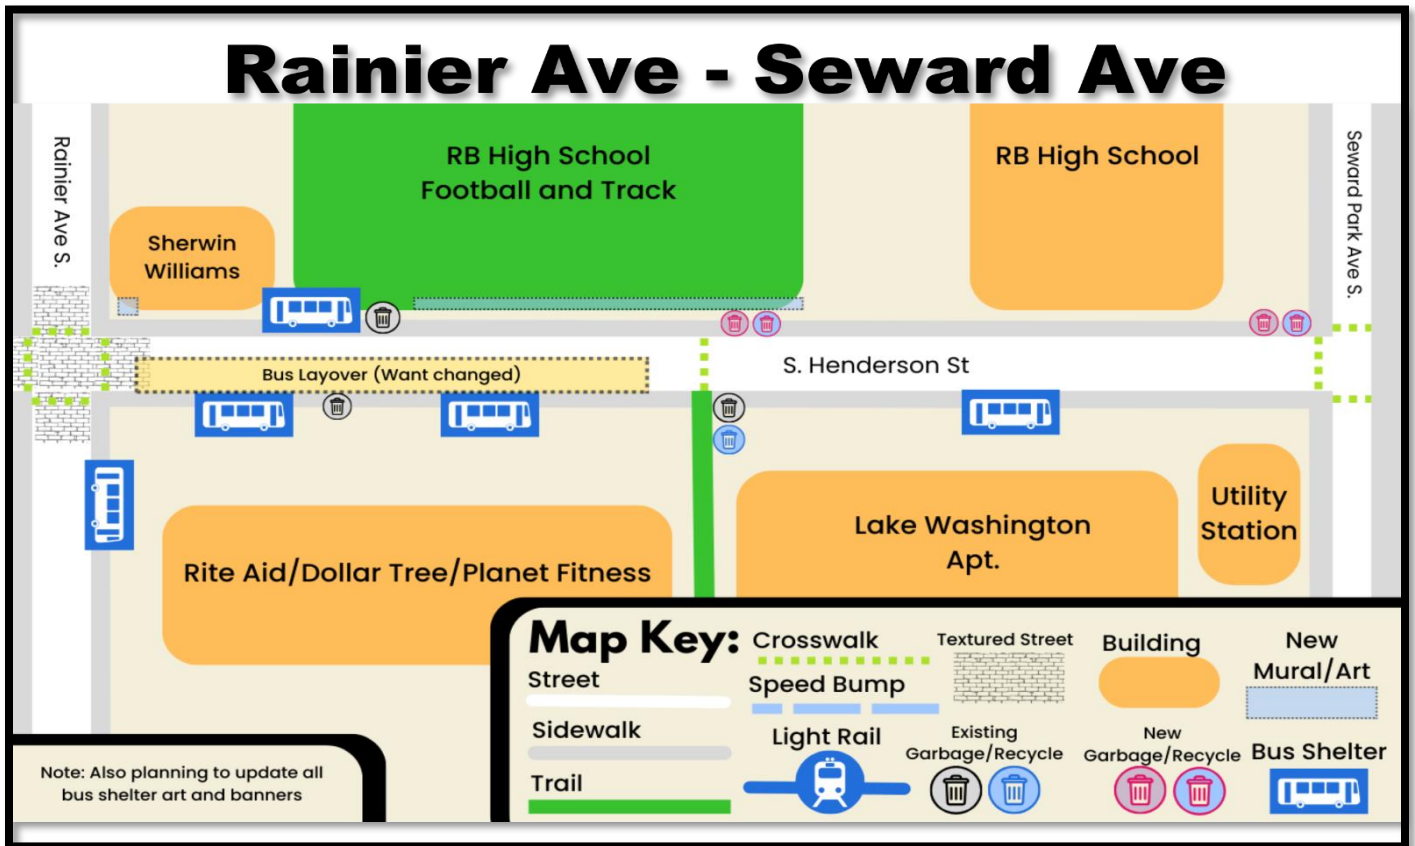 Rainier Ave - Seward Ave
Rainier Ave S.
RB High School
Football and Track
RB High School
Seward Park Ave S.
Sherwin
Williams
Bus Layover (Want changed)
S. Henderson St
Rite Aid/Dollar Tree/Planet Fitness
Lake Washington
Apt.
Utility
Station
Map Key:
Street
Sidewalk
Trail
Crosswalk
Speed Bump
Light Rail
Textured Street
Existing
Garbage/Recycle
Building
New
Garbage/Recycle
New
Mural/Art
Bus Shelter
Note: Also planning to update all
bus shelter art and banners